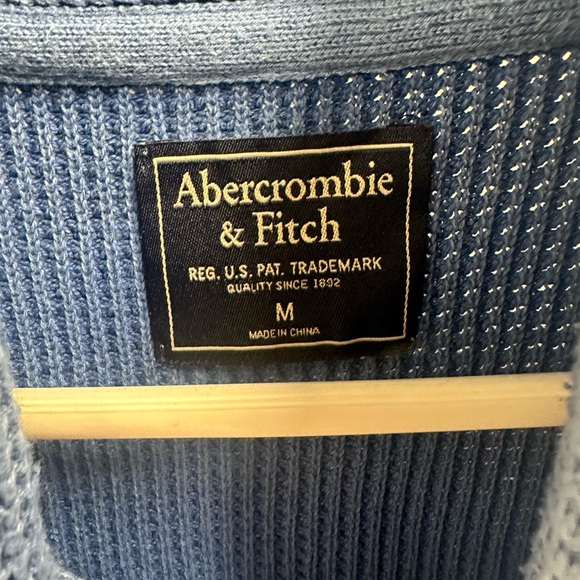 Abercrombie
& Fitch
REG. U.S. PAT. TRADEMARK
QUALITY SINCE 1892
M
MADE IN CHINA